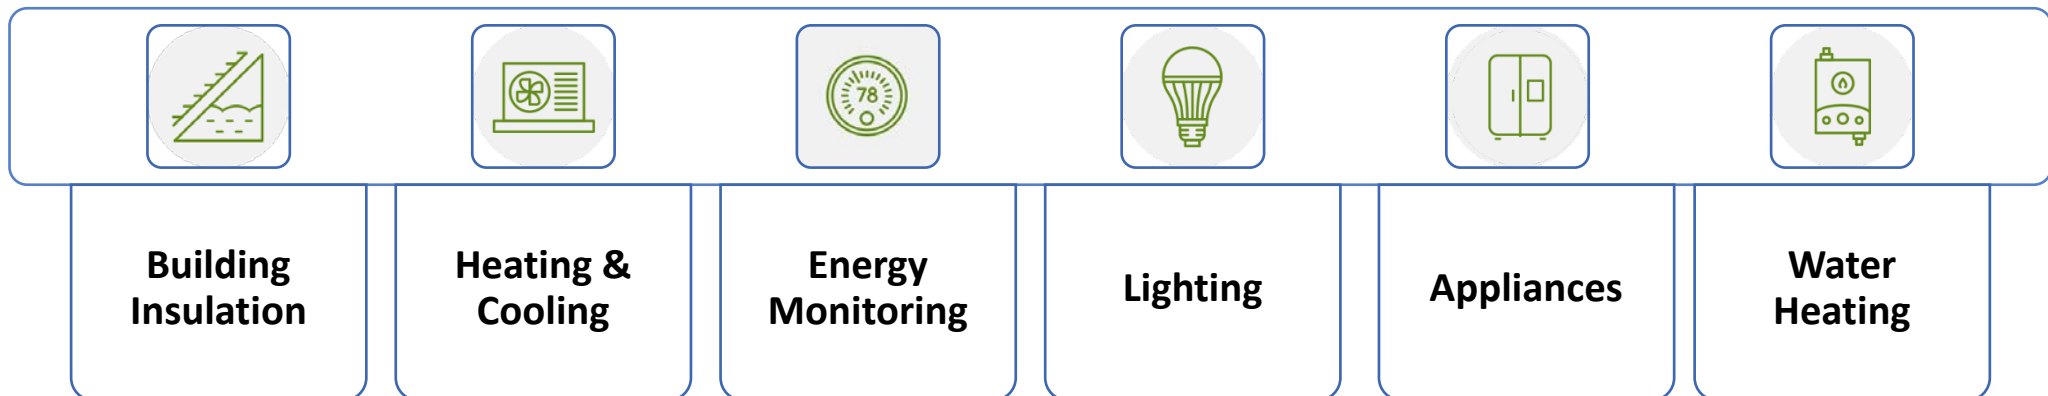 78
Building
Insulation
Heating &
Cooling
Energy
Monitoring
Lighting
Appliances
Water
Heating